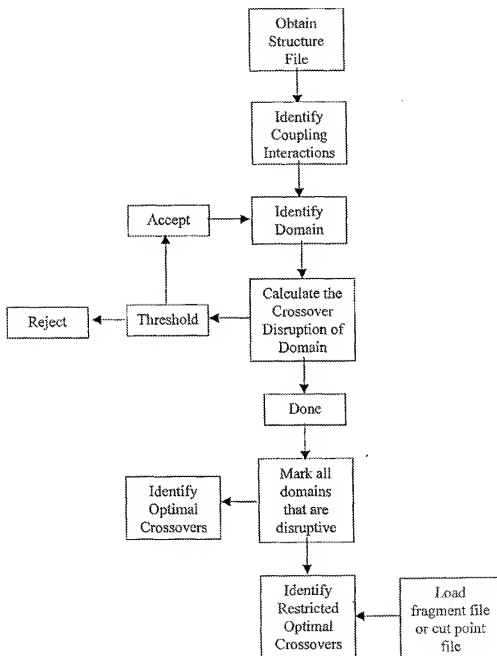 Obtain
Structure
File
Identify
Coupling
Interactions
Accept
Identify
Domain
Reject
Threshold
Calculate the
Crossover
Disruption of
Domain
Done
Identify
Optimal
Crossovers
Mark all
domains
that are
disruptive
Identify
Restricted
Optimal
Crossovers
Load
fragment file
or cut point
file